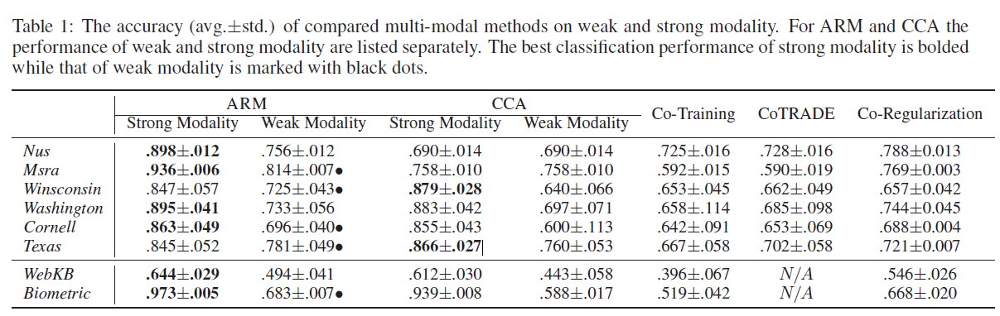 Table 1: The accuracy (avg.±std.) of compared multi-modal methods on weak and strong modality. For ARM and CCA the
performance of weak and strong modality are listed separately. The best classification performance of strong modality is bolded
while that of weak modality is marked with black dots.
ARM CCA Co-Training CoTRADE Co-Regularization
Strong Modality Weak Modality Strong Modality Weak Modality
Nus .898±.012 .756±.012 .690±.014 .690±.014 .725±.016 .728±.016 .788±0.013
Msra .936±.006 .814±.007● .758±.010 .758±.010 .592±.015 .590±.019 .769±0.003
Winsconsin .847±.057 .725±.043● .879±.028 .640±.066 .653±.045 .662±.049 .657±0.042
Washington .895±.041 .733±.056 .883±.042 .697±.071 .658±.114 .685±.098 .744±0.045
Cornell .863±.049 .696±.040● .855±.043 .600±.113 .642±.091 .653±.069 .688±0.004
Texas .845±.052 .781±.049● .866±.027 .760±.053 .667±.058 .702±.058 .721±0.007
WebKB .644±.029 .494±.041 .612±.030 .443±.058 .396±.067 N/A .546±.026
Biometric .973±.005 .683±.007● .939±.008 .588±.017 .519±.042 N/A .668±.020